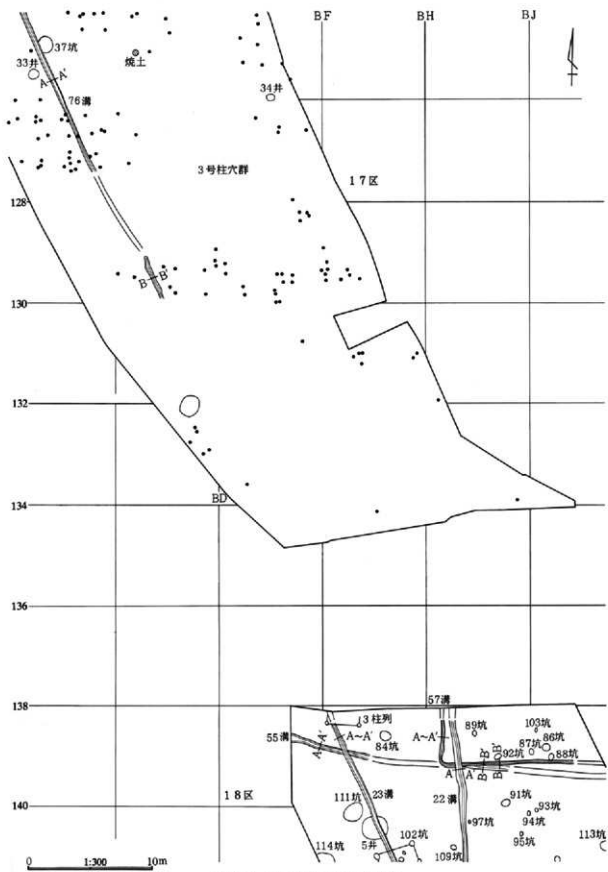 BF
BH
BJ
37坑
33井
焼土
A
A'
76溝
34井
3号柱穴群
17区
128
B
B'
130
132
BD
134
136
138
57溝
3柱列
A
A'
55溝
A～A'
84坑
A～A'
89坑
103坑
86坑
87坑
88坑
92坑
B
B'
B
B'
A
A'
140
18区
111坑
23溝
5井
22溝
91坑
93坑
94坑
97坑
95坑
114坑
102坑
109坑
113坑
0
1:300
10m